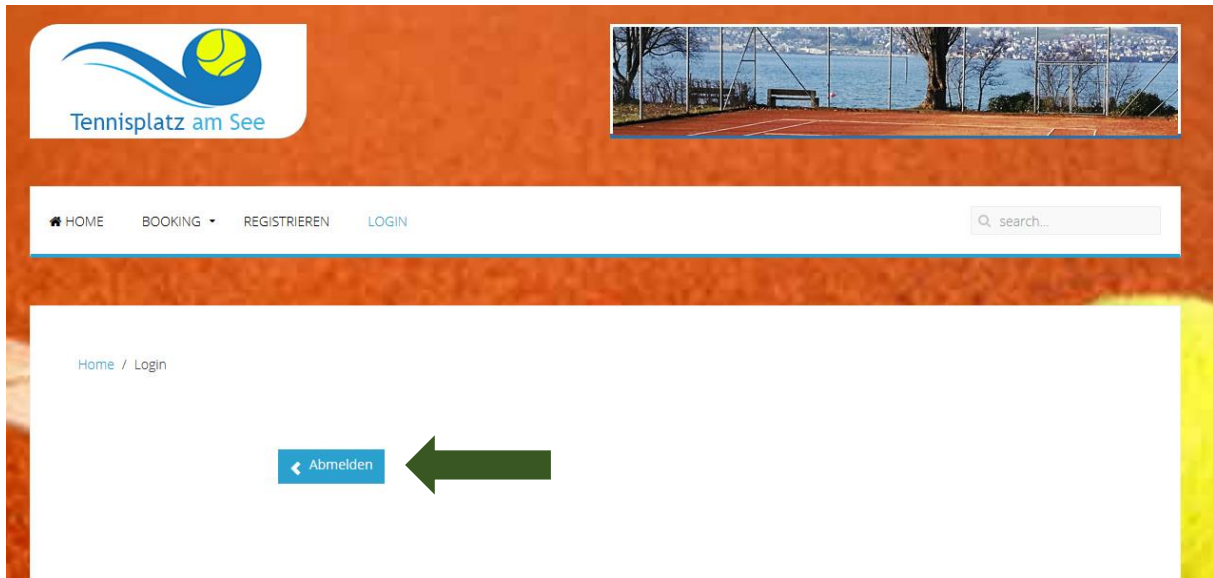 Tennisplatz am See
HOME BOOKING REGISTRIEREN LOGIN search...
Home / Login
Abmelden